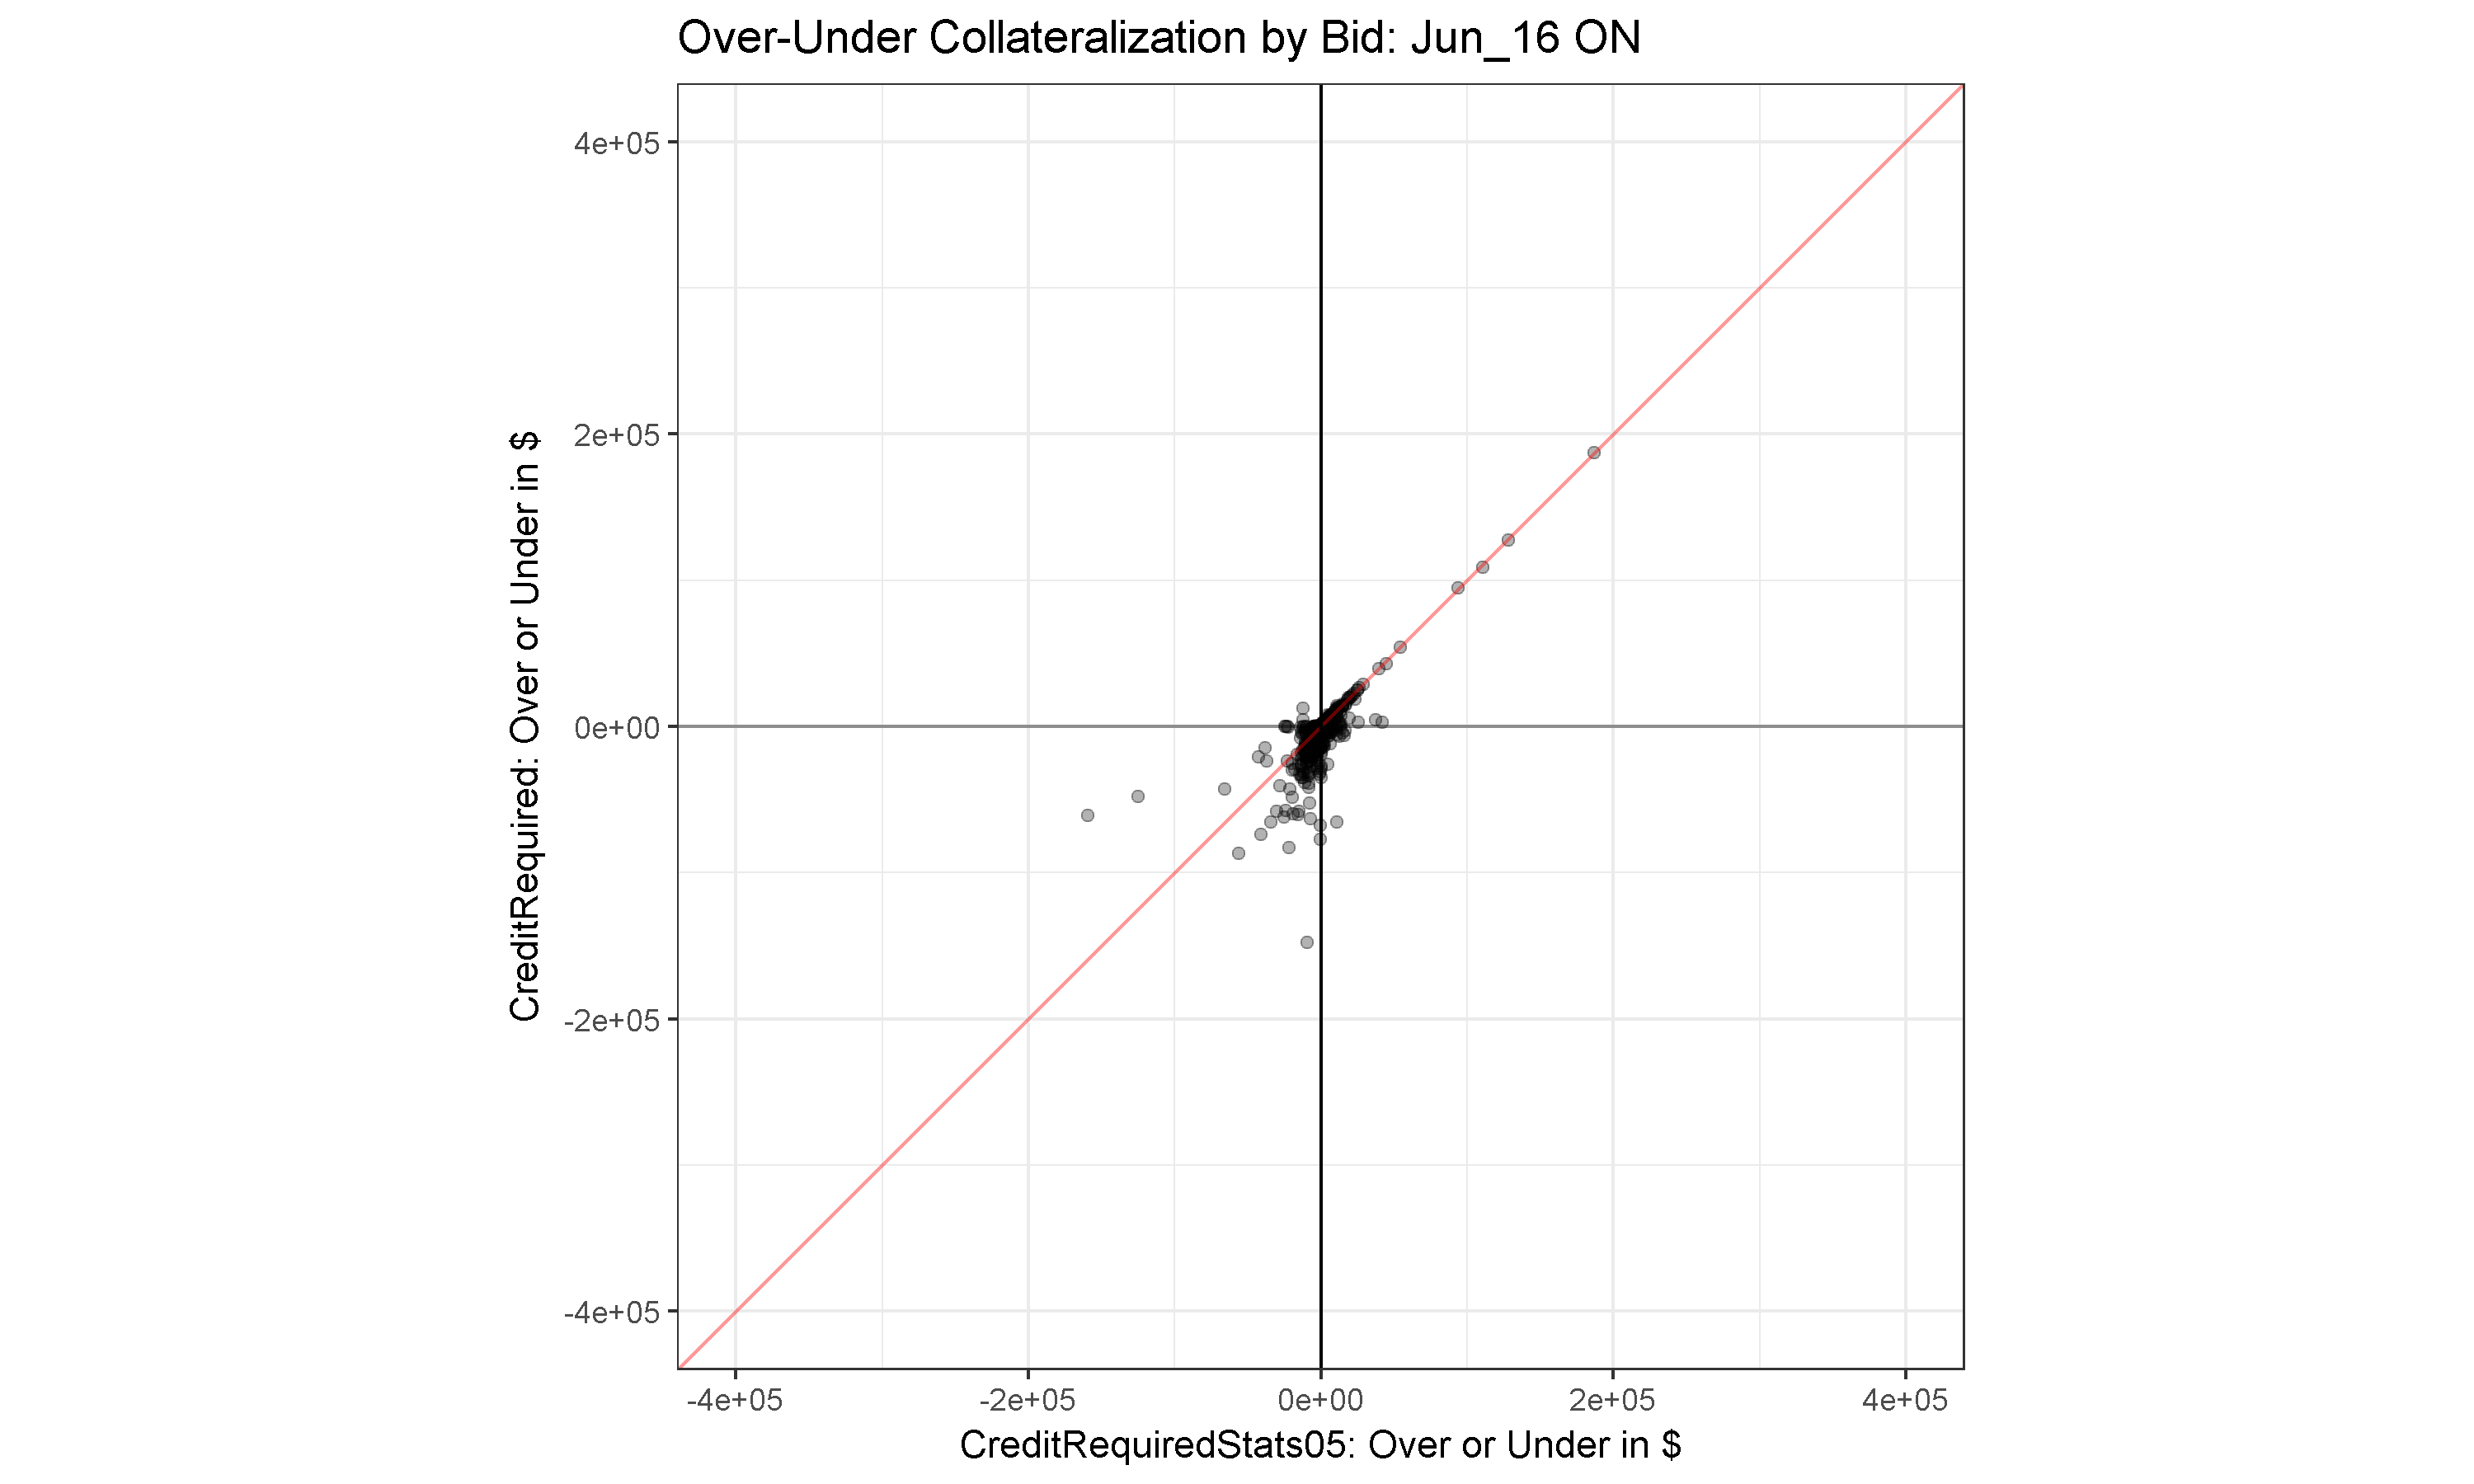 Over-Under Collateralization by Bid: Jun_16 ON
CreditRequired: Over or Under in $
4e+05
2e+05
0e+00
-2e+05
-4e+05
-4e+05 -2e+05 0e+00 2e+05 4e+05
CreditRequiredStats05: Over or Under in $